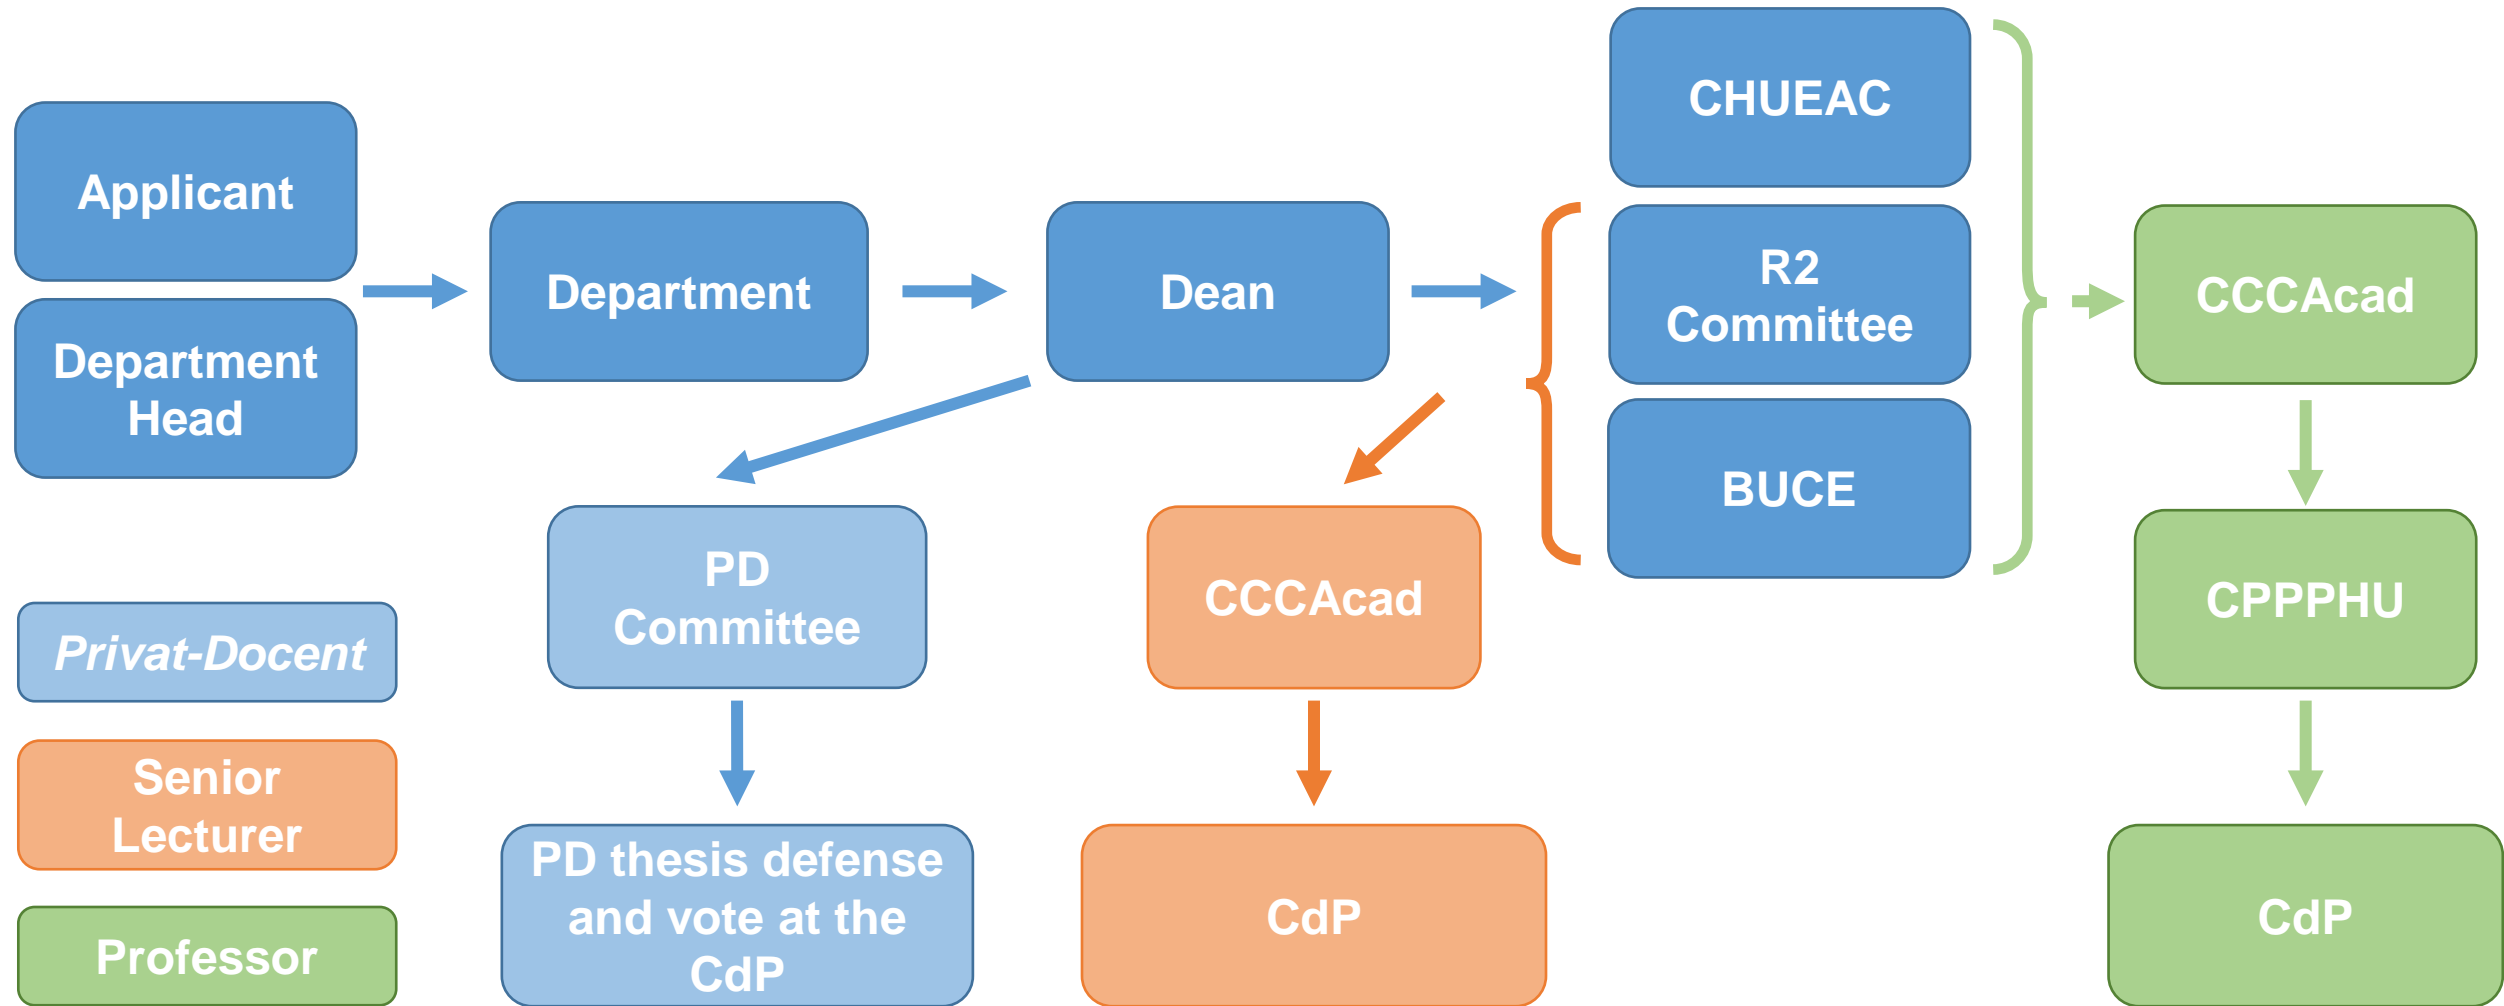 CHUEAC
Applicant
Department
Head
Department
Dean
R2
Committee
BUCE
CCCAcad
PD
Committee
CCCAcad
CPPPHU
Privat-Docent
Senior
Lecturer
Professor
PD thesis defense
and vote at the
CdP
CdP
CdP